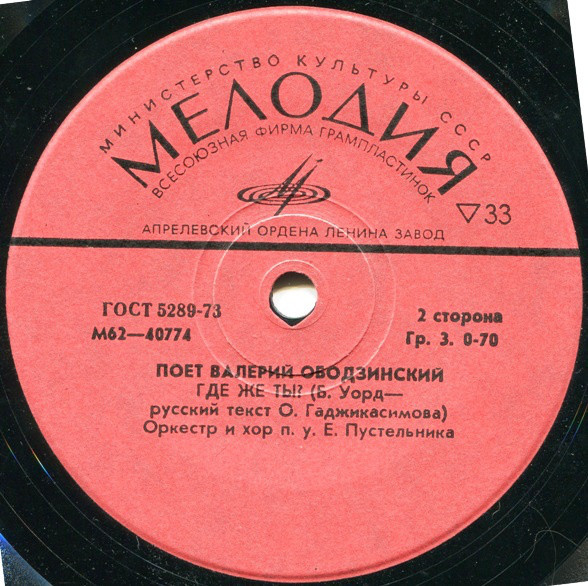 МИНИСТЕРСТВО КУЛЬТУРЫ СССР
МЕЛОДИЯ
ВСЕСОЮЗНАЯ ФИРМА ГРАМПЛАСТИНОК
▽33
АПРЕЛЕВСКИЙ ОРДЕНА ЛЕНИНА ЗАВОД
ГОСТ 5289-73
М62—40774
2 сторона
Гр. 3. 0-70
ПОЕТ ВАЛЕРИЙ ОБОДЗИНСКИЙ
ГДЕ ЖЕ ТЫ? (Б. Уорд—
русский текст О. Гаджикасимова)
Оркестр и хор п. у. Е. Пустельника